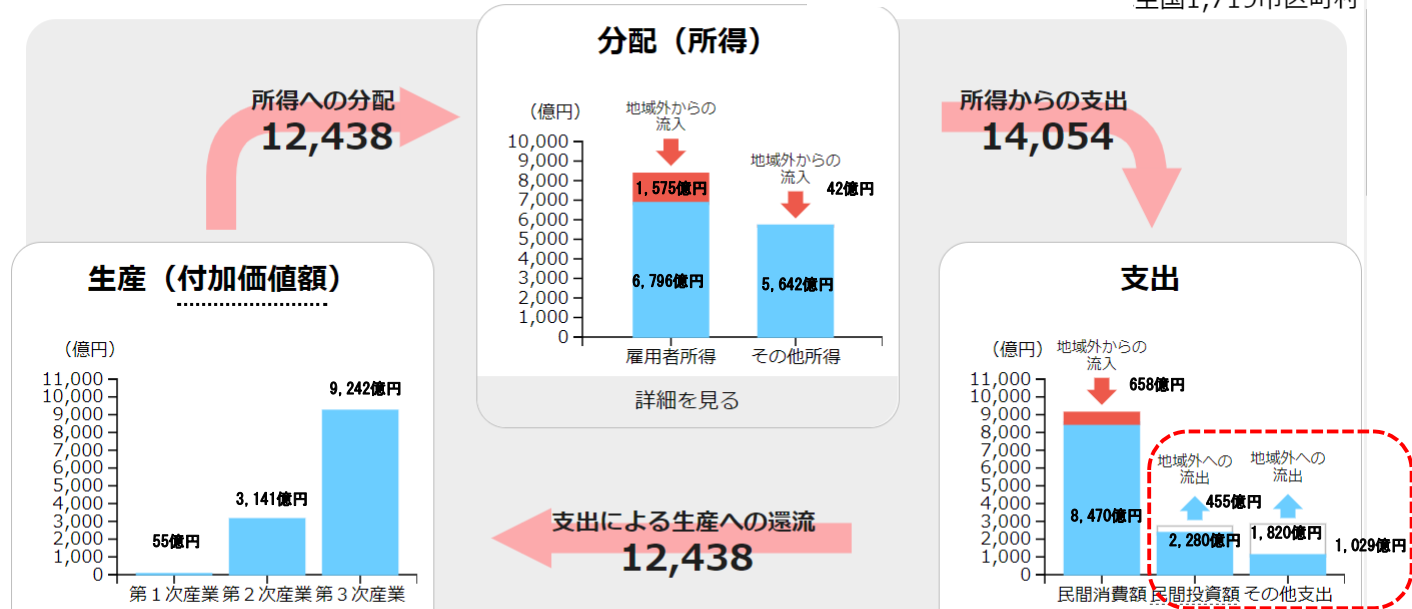 全国1,719市区町村
分配（所得）
所得への分配
12,438
所得からの支出
14,054
（億円）
地域外からの
流入
地域外からの
流入
10,000
9,000
8,000
7,000
6,000
5,000
4,000
3,000
2,000
1,000
0
1,575億円
42億円
6,796億円
5,642億円
雇用者所得
その他所得
詳細を見る
生産（付加価値額）
（億円）
11,000
10,000
9,000
8,000
7,000
6,000
5,000
4,000
3,000
2,000
1,000
0
9,242億円
3,141億円
55億円
第１次産業
第２次産業
第３次産業
支出による生産への還流
12,438
支出
（億円）
地域外からの
流入
11,000
10,000
9,000
8,000
7,000
6,000
5,000
4,000
3,000
2,000
1,000
0
658億円
地域外への
流出
地域外への
流出
455億円
8,470億円
2,280億円
1,820億円
1,029億円
民間消費額
民間投資額
その他支出